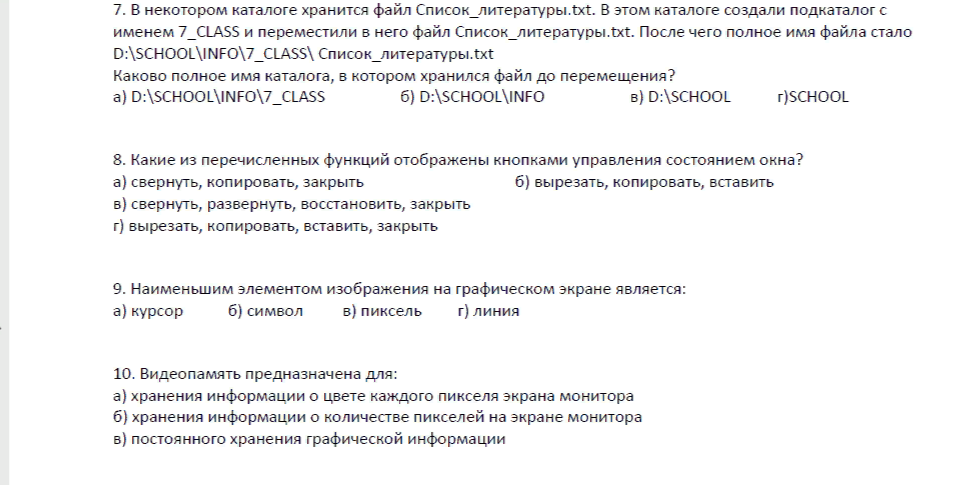 7. В некотором каталоге хранится файл Список_литературы.txt. В этом каталоге создали подкаталог с
именем 7_CLASS и переместили в него файл Список_литературы.txt. После чего полное имя файла стало
D:\SCHOOL\INFO\7_CLASS\ Список_литературы.txt
Каково полное имя каталога, в котором хранился файл до перемещения?
а) D:\SCHOOL\INFO\7_CLASS б) D:\SCHOOL\INFO в) D:\SCHOOL г)SCHOOL
8. Какие из перечисленных функций отображены кнопками управления состоянием окна?
а) свернуть, копировать, закрыть б) вырезать, копировать, вставить
в) свернуть, развернуть, восстановить, закрыть
г) вырезать, копировать, вставить, закрыть
9. Наименьшим элементом изображения на графическом экране является:
а) курсор б) символ в) пиксель г) линия
10. Видеопамять предназначена для:
а) хранения информации о цвете каждого пикселя экрана монитора
б) хранения информации о количестве пикселей на экране монитора
в) постоянного хранения графической информации